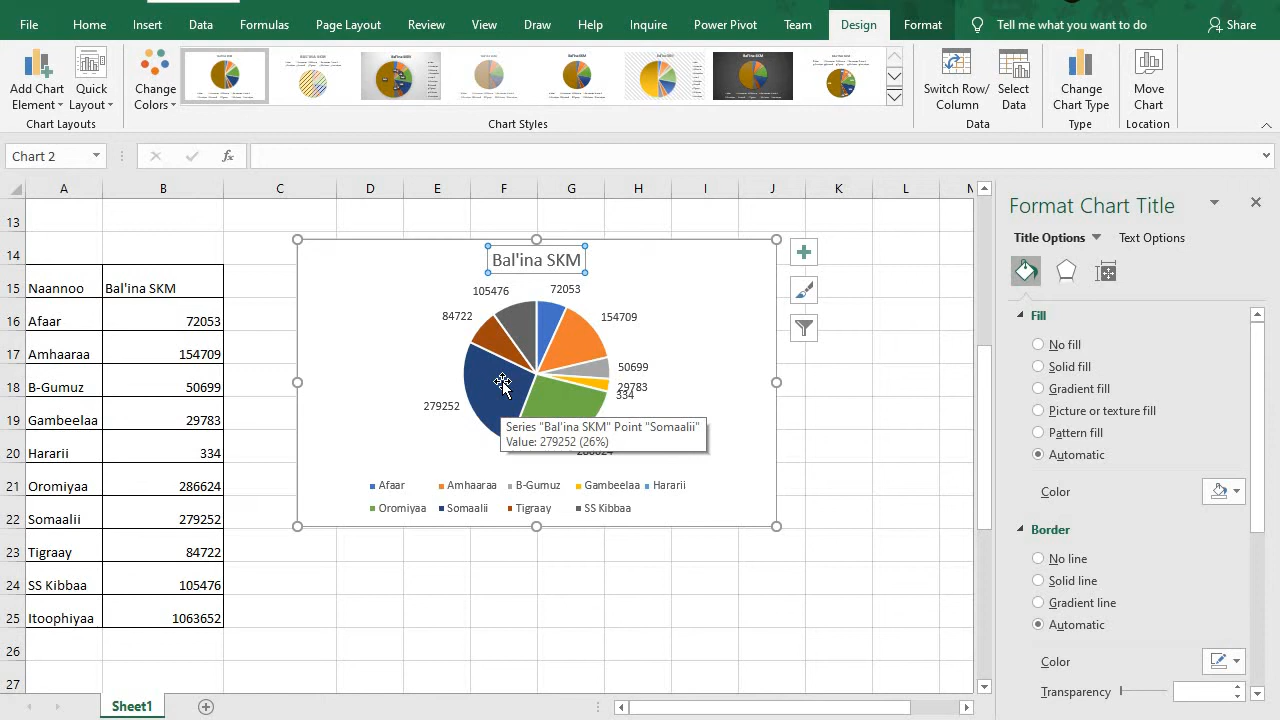 File Home Insert Data Formulas Page Layout Review View Draw Help Inquire Power Pivot Team Design Format Tell me what you want to do Share
Add Chart Quick
Layout
Change
Colors
Switch Row/
Column
Select
Data
Change
Chart Type
Move
Chart
Chart Layouts Chart Styles Data Type Location
Chart 2 fx
A B C D E F G H I J K L
Format Chart Title
Title Options Text Options
13
14
15 Naannoo Bal'ina SKM
16 Afaar 72053
17 Amhaaraa 154709
18 B-Gumuz 50699
19 Gambeelaa 29783
20 Hararii 334
21 Oromiyaa 286624
22 Somaalii 279252
23 Tigraay 84722
24 SS Kibbaa 105476
25 Itoophiyaa 1063652
26
27
Bal'ina SKM
105476 72053
84722 154709
50699
29783
334
279252
Series "Bal'ina SKM" Point "Somaalii"
Value: 279252 (26%)
Afaar Amhaaraa B-Gumuz Gambeelaa Hararii
Oromiyaa Somaalii Tigraay SS Kibbaa
Fill
No fill
Solid fill
Gradient fill
Picture or texture fill
Pattern fill
Automatic
Color
Border
No line
Solid line
Gradient line
Automatic
Color
Transparency
Sheet1